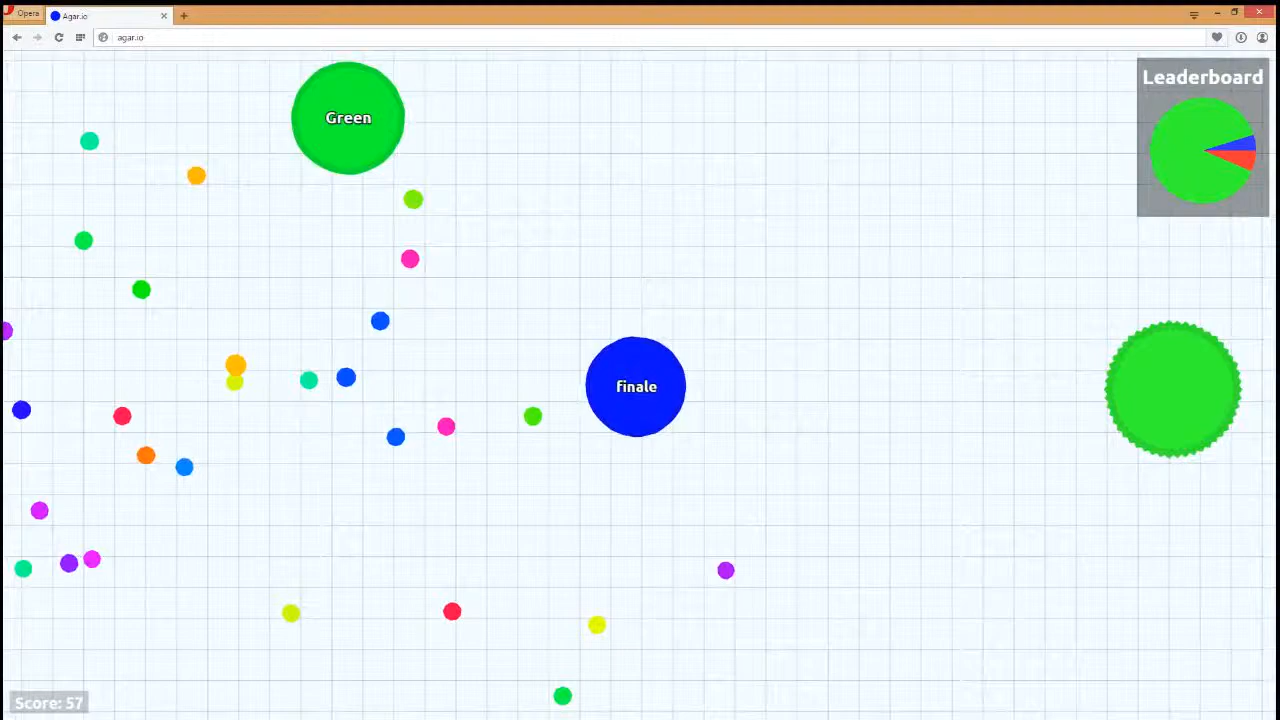 Opera
Agar.io
agar.io
Green
Leaderboard
finale
Score: 57